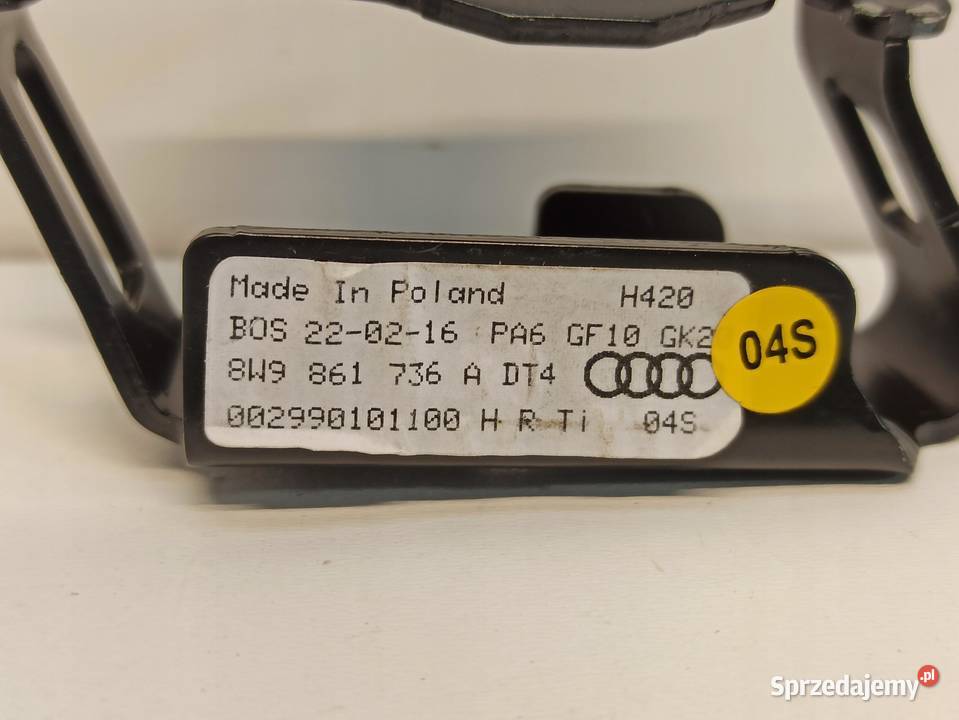 Made In Poland H420
BOS 22-02-16 PA6 GF10 GK2
8W9 861 736 A DT4
002990101100 H R Ti 04S
04S
Sprzedajemy.pl